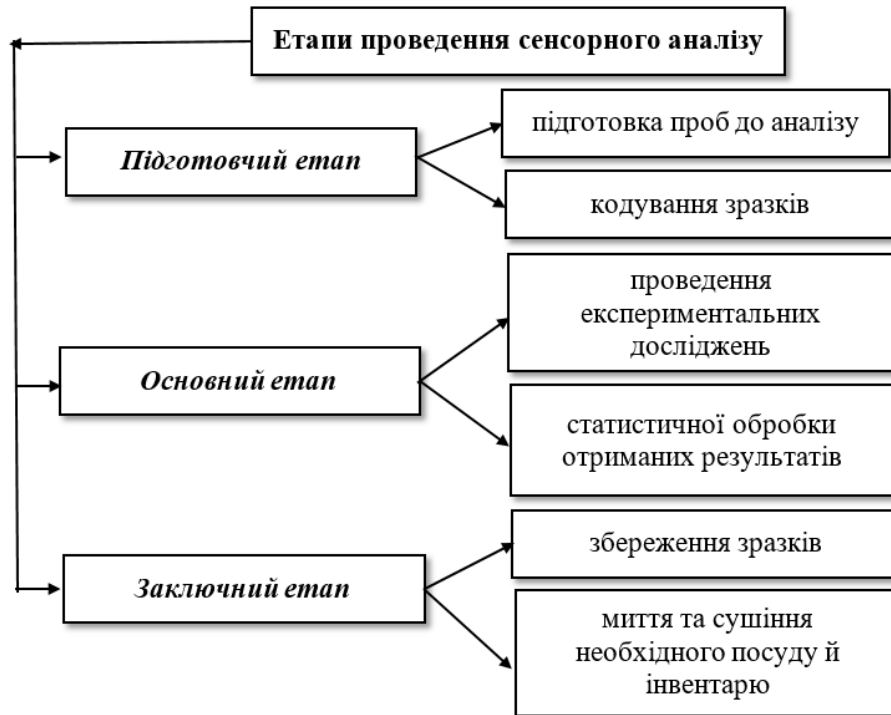 Етапи проведення сенсорного аналізу
Підготовчий етап
підготовка проб до аналізу
кодування зразків
Основний етап
проведення
експериментальних
досліджень
статистичної обробки
отриманих результатів
Заключний етап
збереження зразків
миття та сушіння
необхідного посуду й
інвентарю